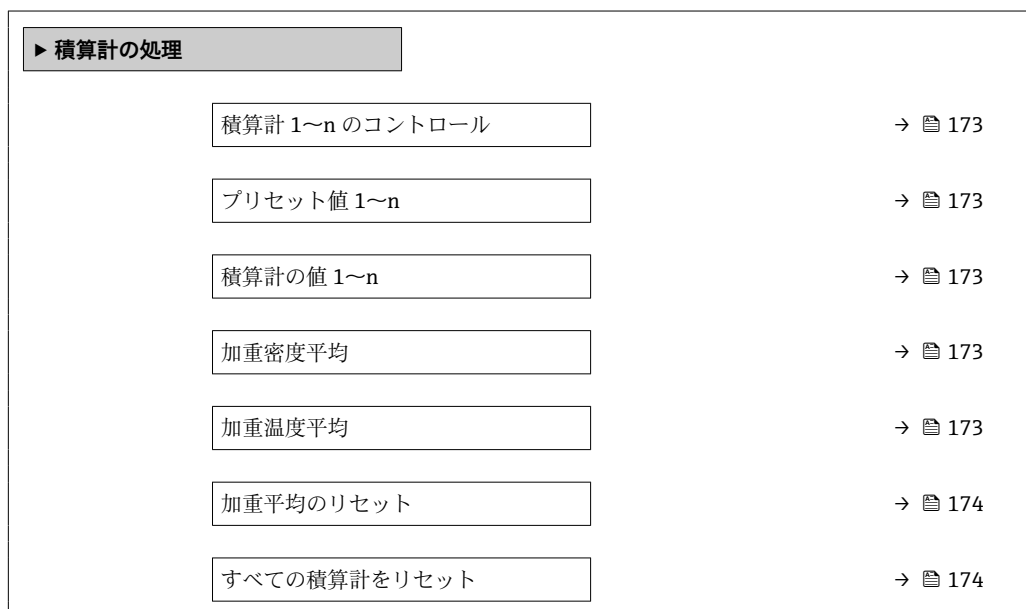 ▶ 積算計の処理
積算計 1～n のコントロール → 173
プリセット値 1～n → 173
積算計の値 1～n → 173
加重密度平均 → 173
加重温度平均 → 173
加重平均のリセット → 174
すべての積算計をリセット → 174